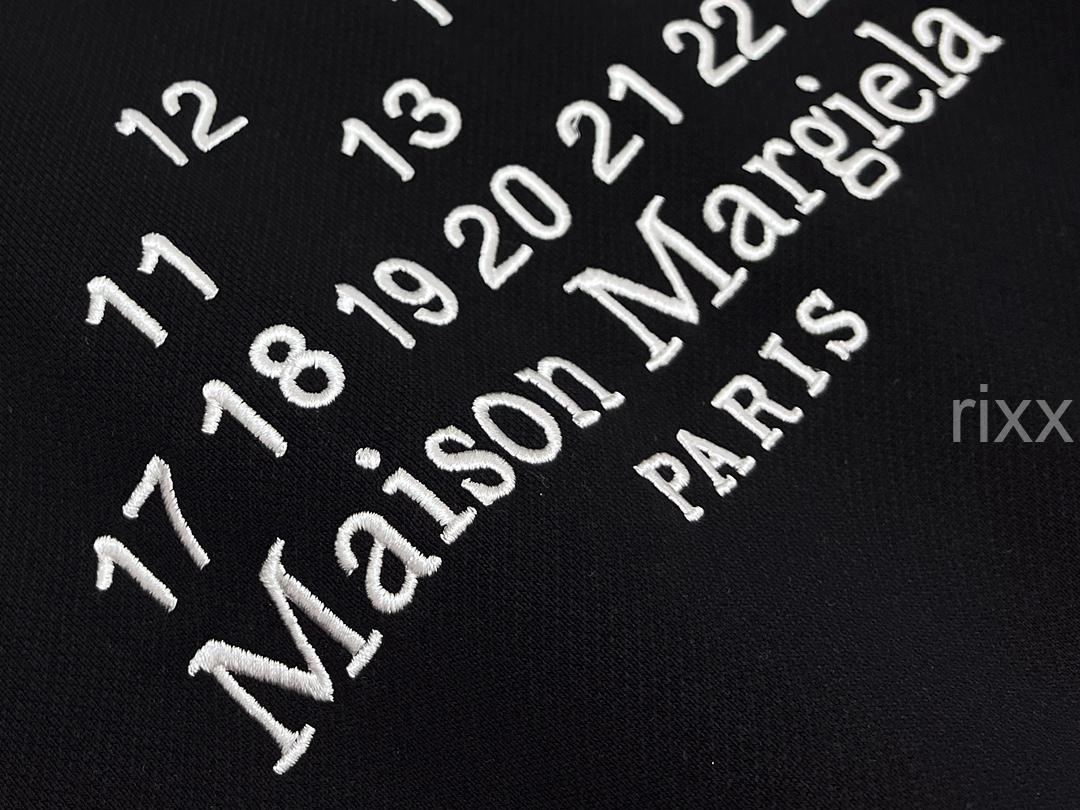 11 12 13
17 18 19 20 21 22
Maison Margiela
PARIS
rixx